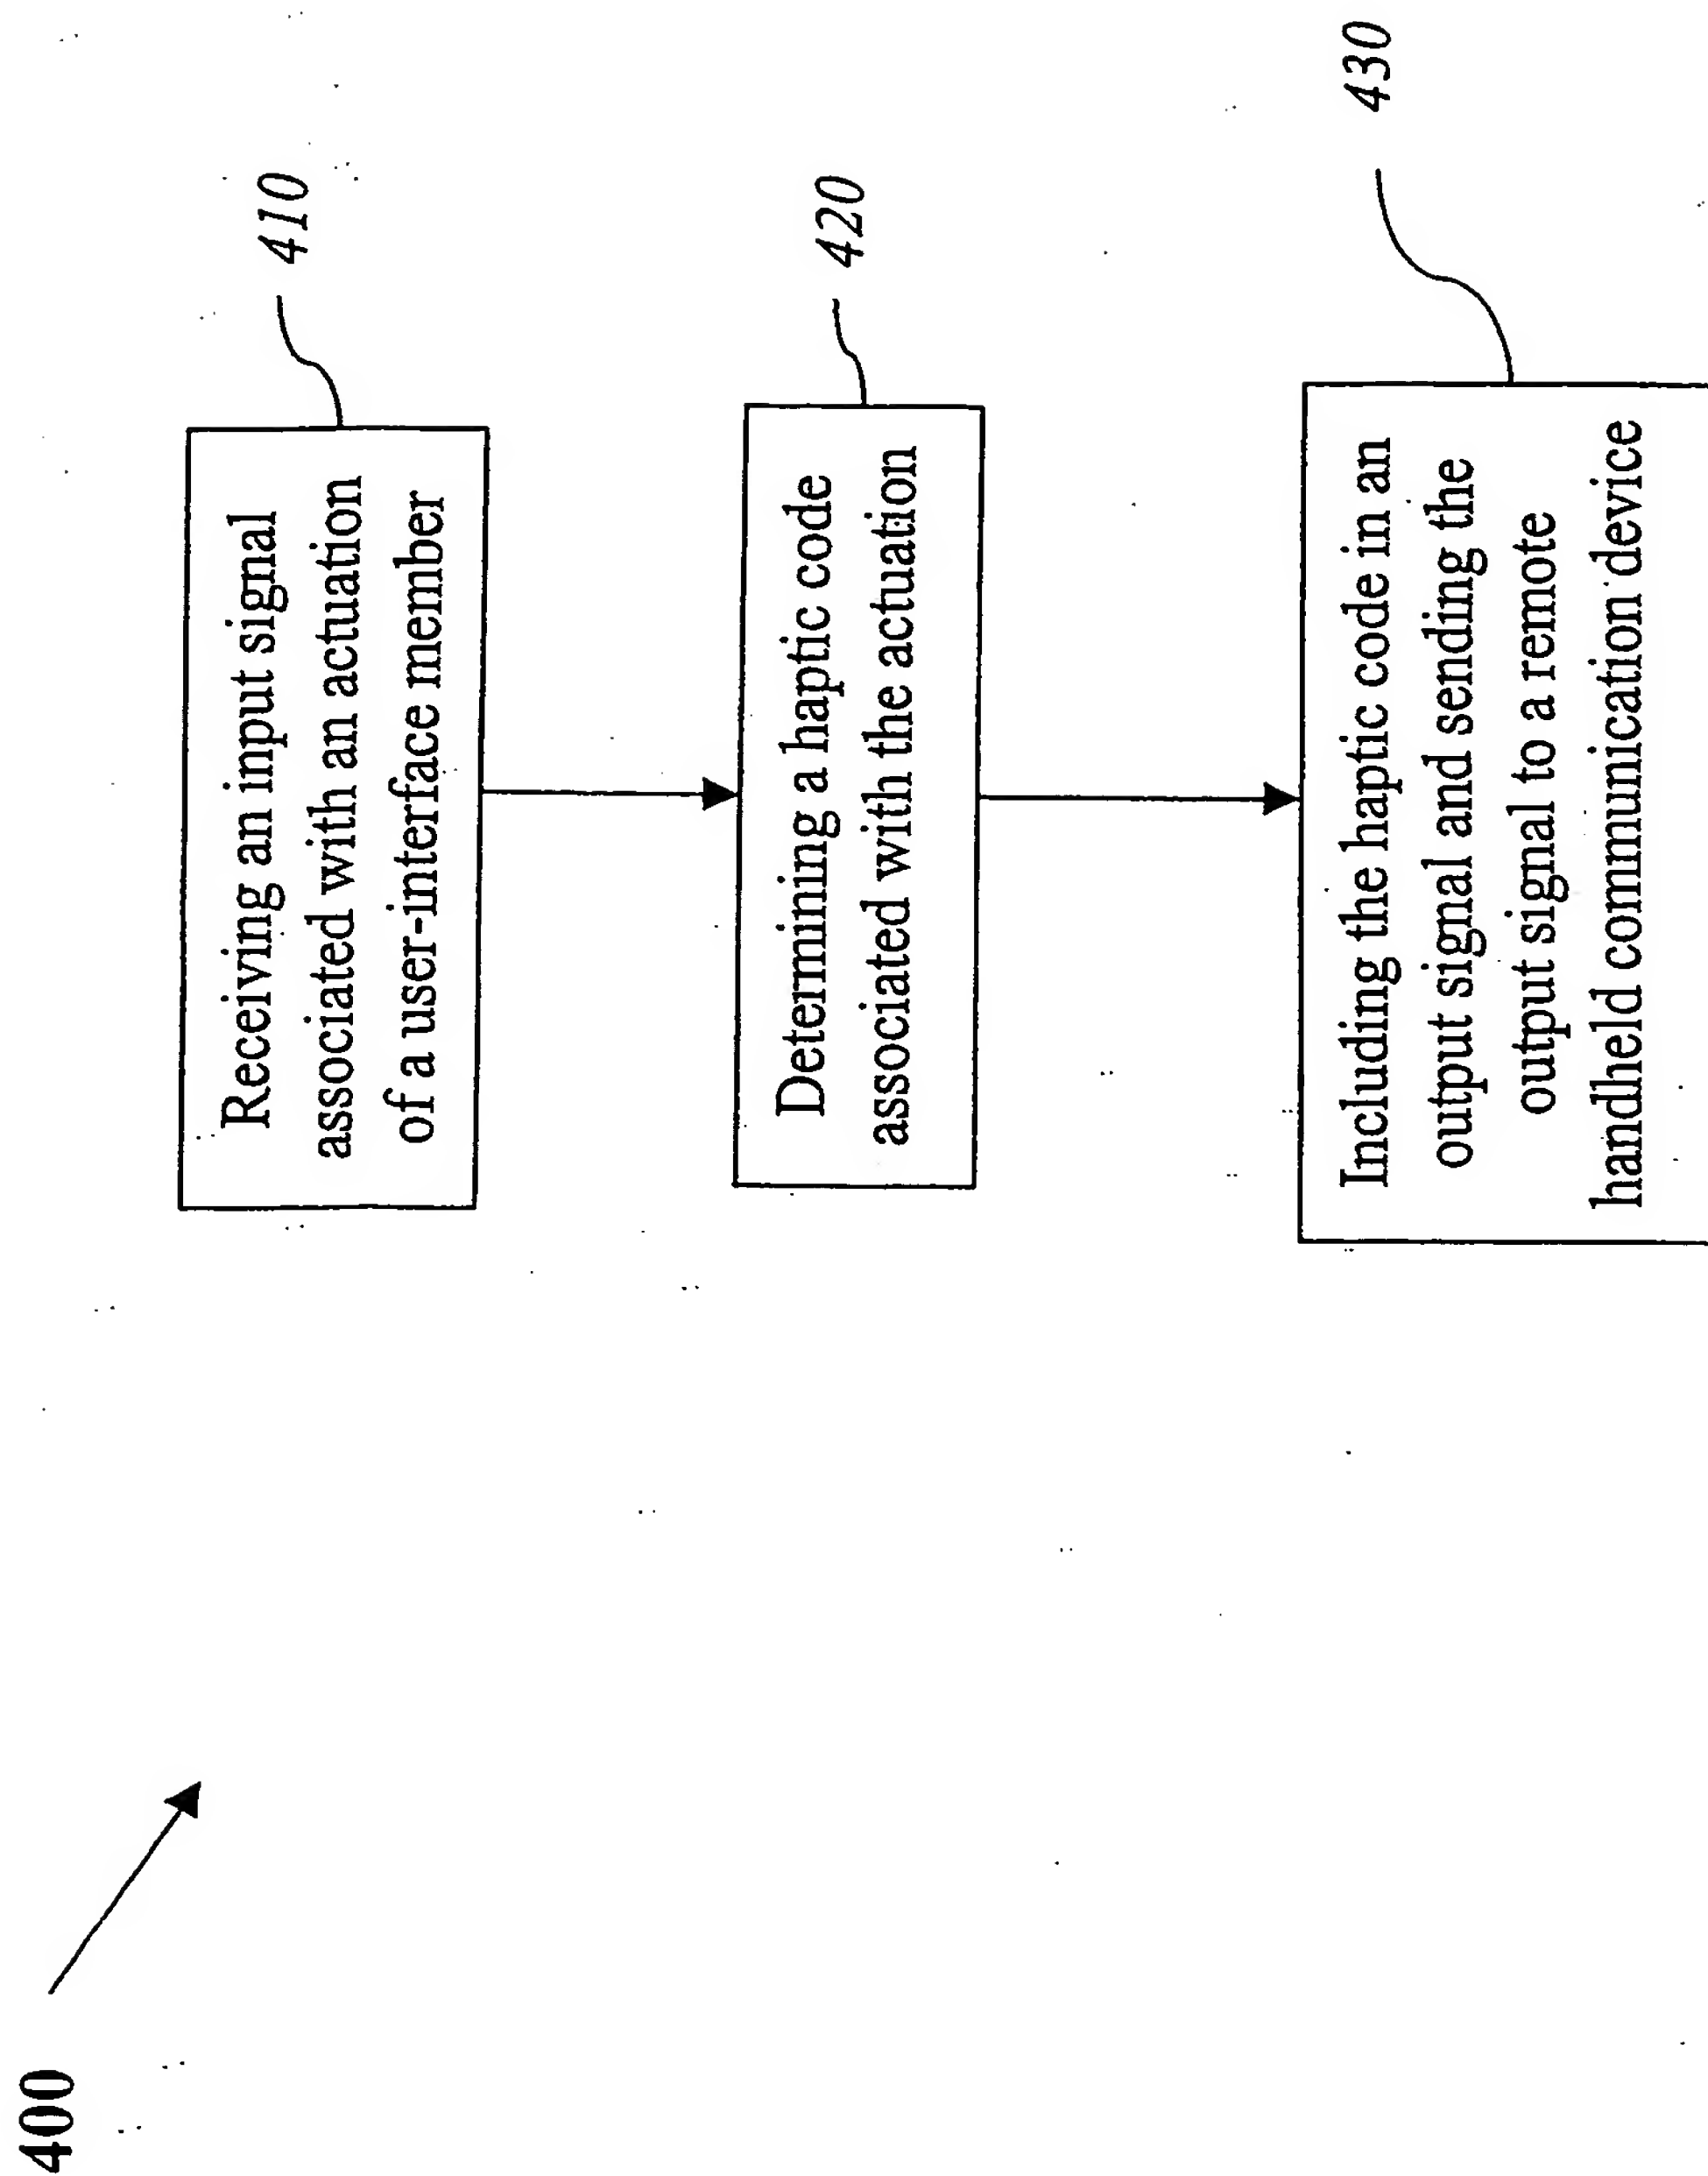 400
Receiving an input signal
associated with an actuation
of a user-interface member
410
Determining a haptic code
associated with the actuation
420
Including the haptic code in an
output signal and sending the
output signal to a remote
handheld communication device
430